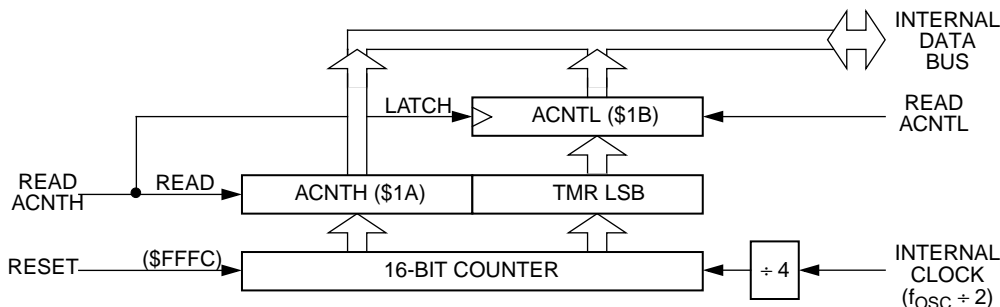 INTERNAL
DATA
BUS
LATCH
ACNTL ($1B)
READ
ACNTL
READ
ACNTH
READ
ACNTH ($1A)
TMR LSB
RESET
($FFFC)
16-BIT COUNTER
÷ 4
INTERNAL
CLOCK
(fOSC ÷ 2)